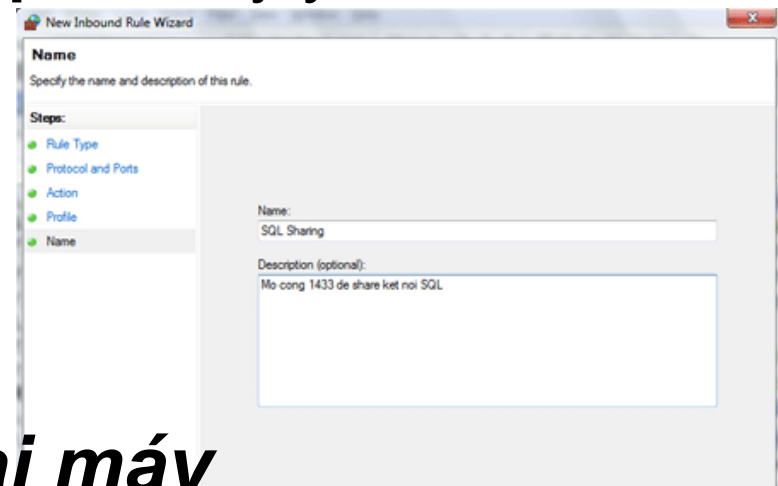 New Inbound Rule Wizard
Name
Specify the name and description of this rule.
Steps:
Rule Type
Protocol and Ports
Action
Profile
Name
Name:
SQL Sharing
Description (optional):
Mo cong 1433 de share ket noi SQL
máy